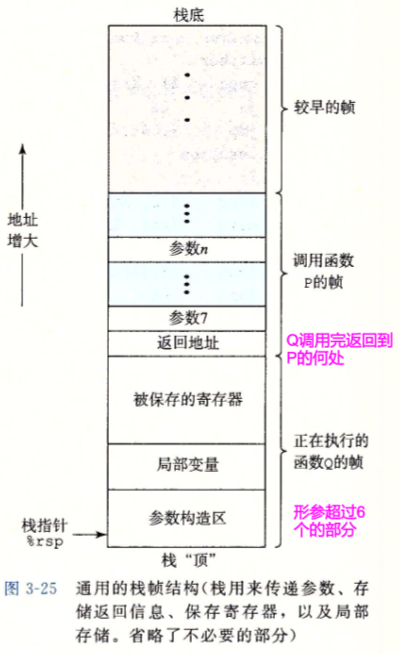 栈底
较早的帧
地址
增大
参数n
调用函数
P的帧
参数7
返回地址
Q调用完返回到
P的何处
被保存的寄存器
正在执行的
函数Q的帧
局部变量
参数构造区
形参超过6
个的部分
栈指针
%rsp
栈“顶”
图 3-25 通用的栈帧结构(栈用来传递参数、存
储返回信息、保存寄存器，以及局部
存储。省略了不必要的部分)